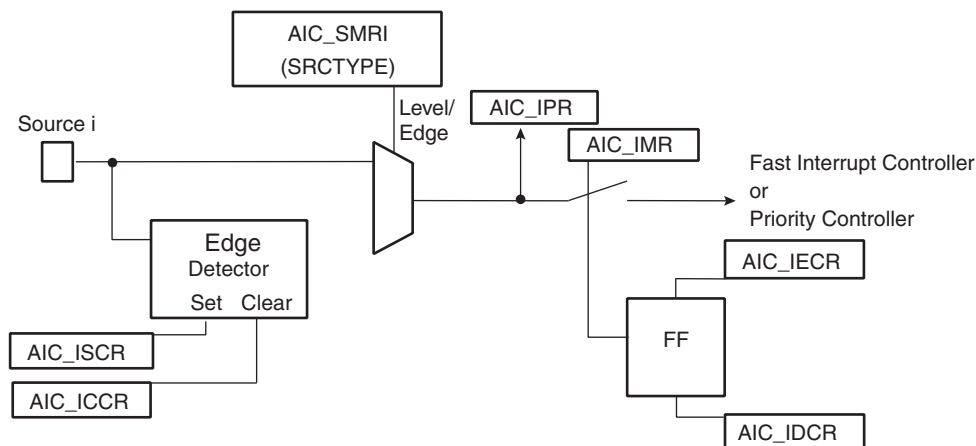 AIC_SMRI
(SRCTYPE)
Level/
Edge
AIC_IPR
Source i
AIC_IMR
Fast Interrupt Controller
or
Priority Controller
Edge
Detector
Set Clear
AIC_IECR
FF
AIC_ISCR
AIC_ICCR
AIC_IDCR